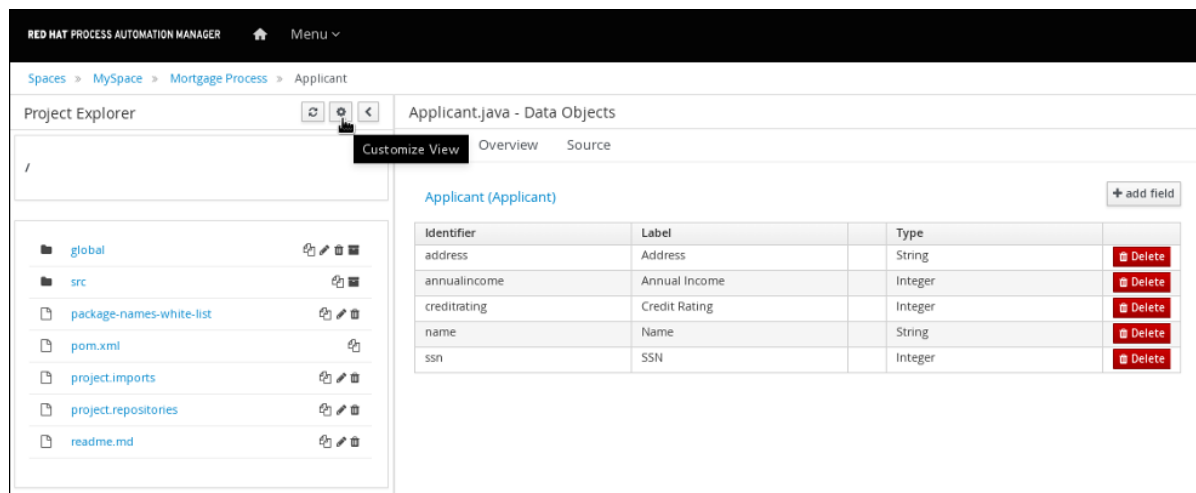 RED HAT PROCESS AUTOMATION MANAGER Menu
Spaces » MySpace » Mortgage Process » Applicant
Project Explorer
Applicant.java - Data Objects
Customize View
Overview Source
/
Applicant (Applicant)
+ add field
Identifier Label Type
address Address String Delete
annualincome Annual Income Integer Delete
creditrating Credit Rating Integer Delete
name Name String Delete
ssn SSN Integer Delete
global
src
package-names-white-list
pom.xml
project.imports
project.repositories
readme.md